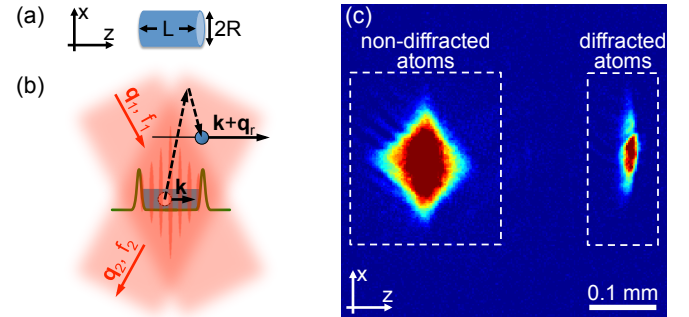 (a)
x
z
L
2R
(b)
q₁, f₁
k+qᵣ
k
q₂, f₂
(c)
non-diffracted
atoms
diffracted
atoms
x
z
0.1 mm